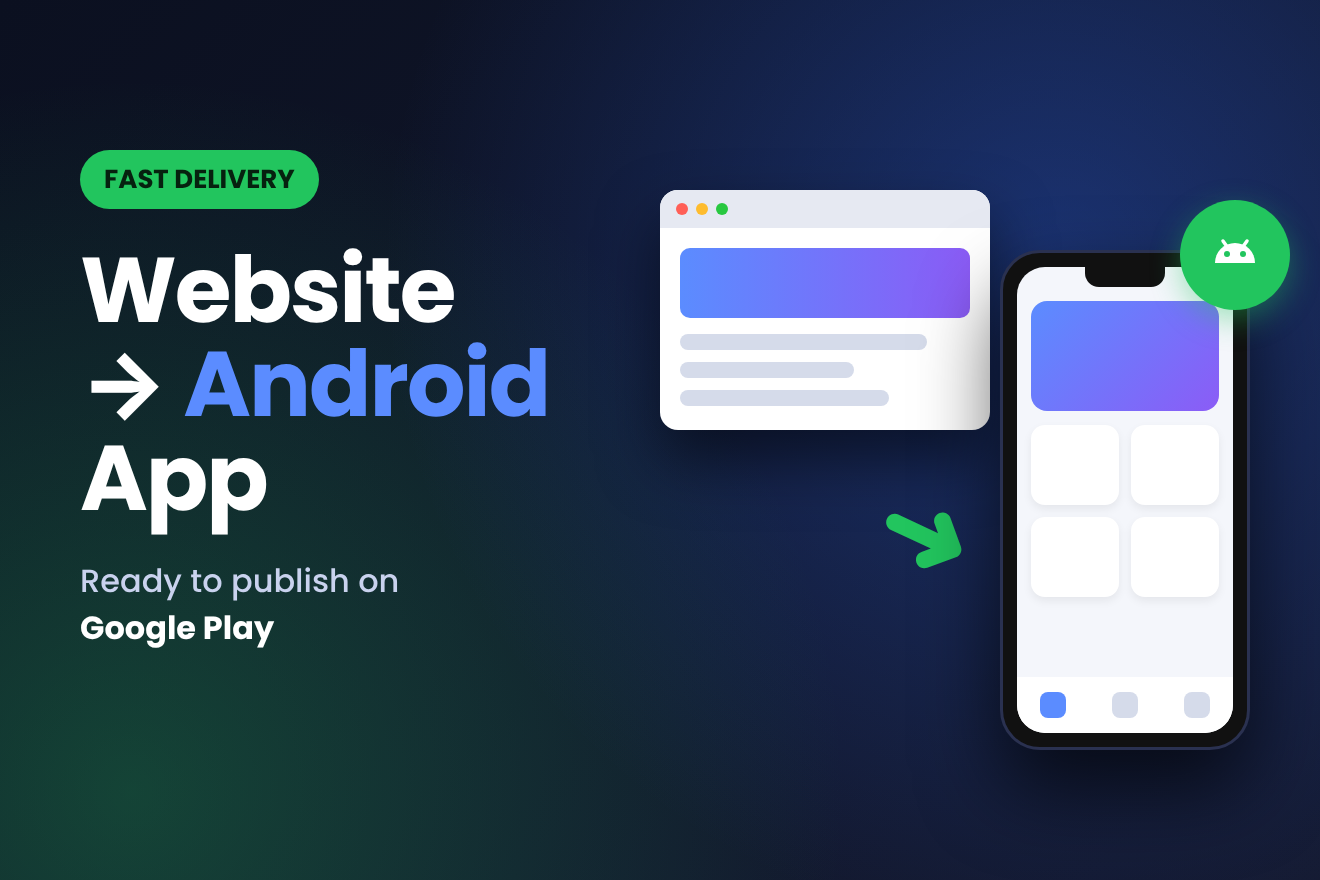 FAST DELIVERY
Website
→ Android
App
Ready to publish on
Google Play